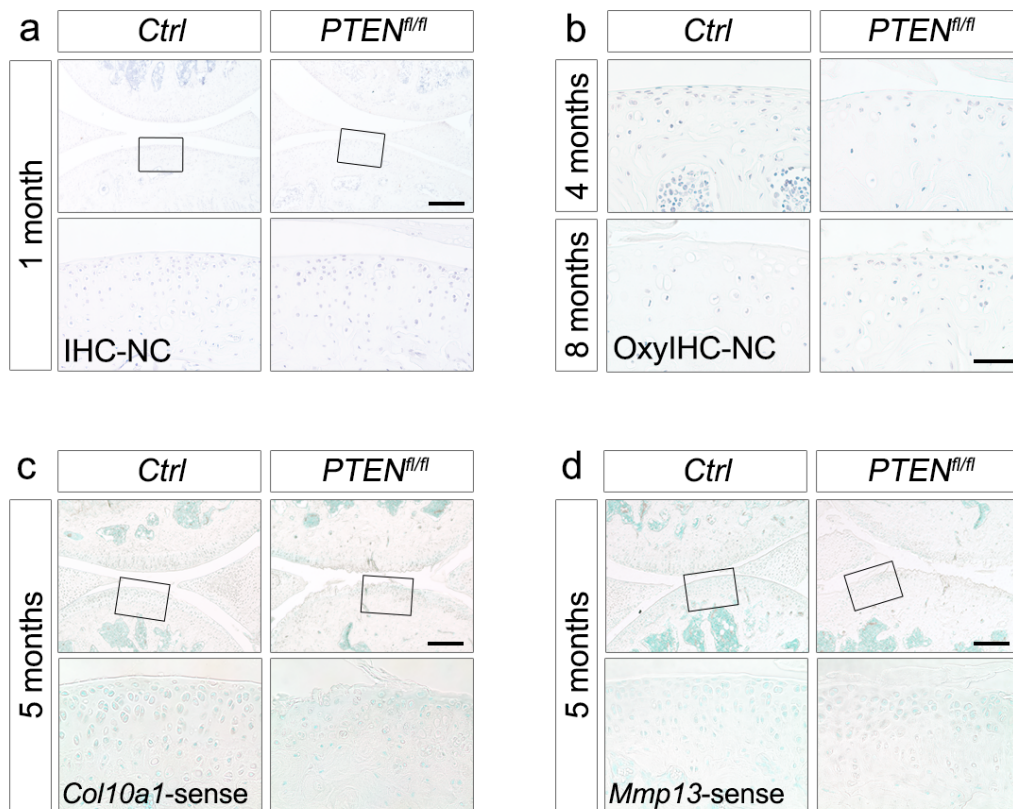 a
Ctrl PTENfl/fl
1 month
IHC-NC
b
Ctrl PTENfl/fl
4 months
8 months
OxyIHC-NC
c
Ctrl PTENfl/fl
5 months
Col10a1-sense
d
Ctrl PTENfl/fl
5 months
Mmp13-sense